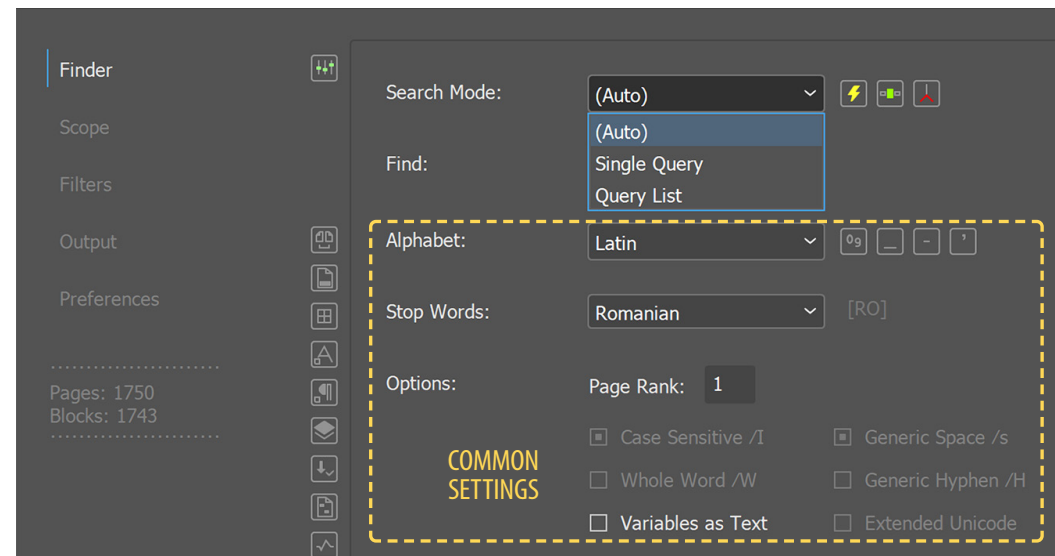 Finder
Scope
Filters
Output
Preferences
Pages: 1750
Blocks: 1743
Search Mode: (Auto)
(Auto)
Single Query
Query List
Find:
Alphabet: Latin 09 _ - ’
Stop Words: Romanian [RO]
Options: Page Rank: 1
Case Sensitive /I Generic Space /s
Whole Word /W Generic Hyphen /H
Variables as Text Extended Unicode
COMMON
SETTINGS